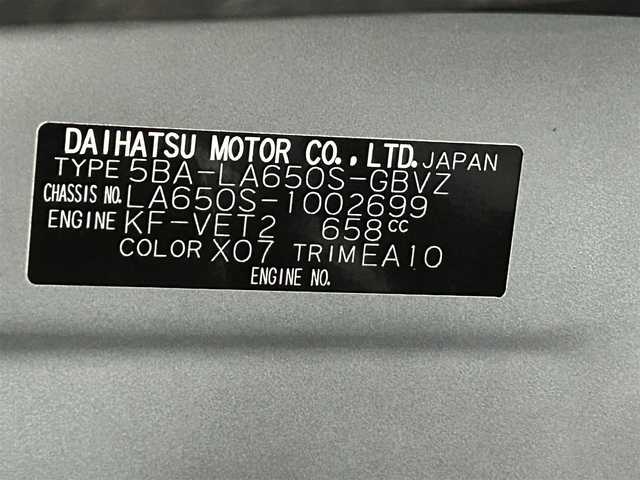 DAIHATSU MOTOR CO., LTD. JAPAN
TYPE 5BA-LA650S-GBVZ
CHASSIS NO. LA650S-1002699
ENGINE KF-VET2 658cc
COLOR X07 TRIM EA10
ENGINE NO.